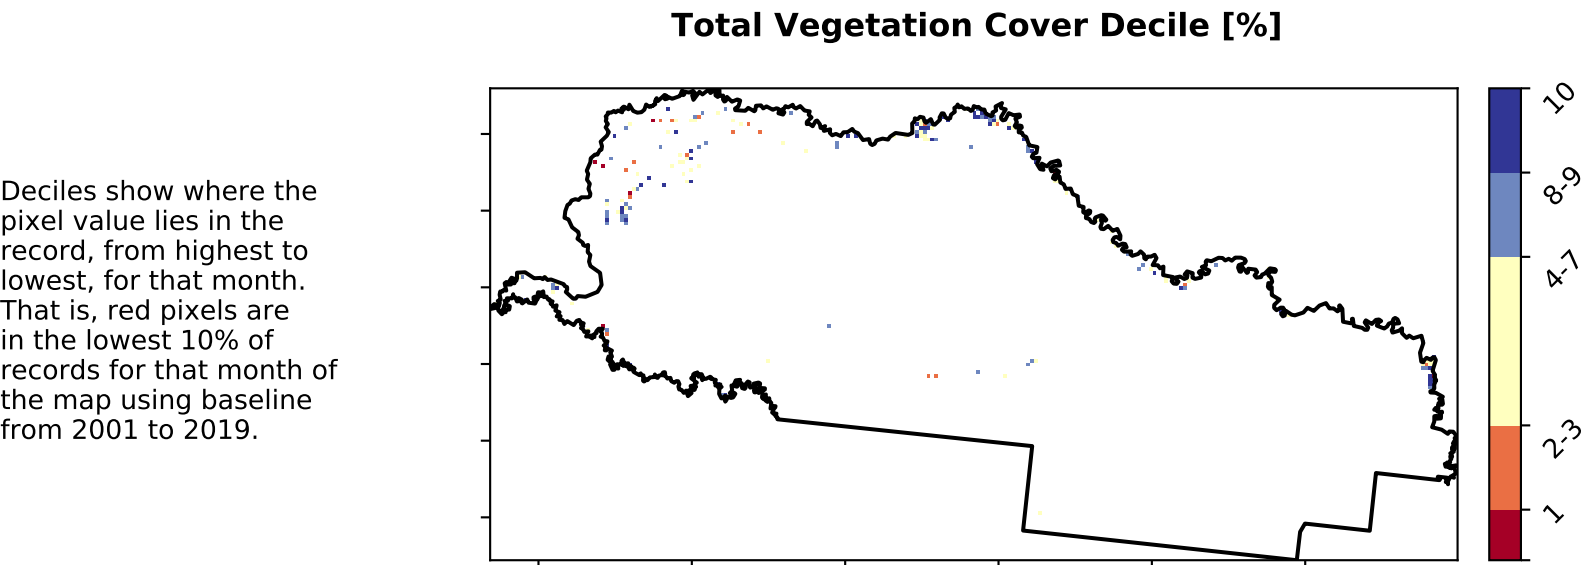 Total Vegetation Cover Decile [%]
Deciles show where the
pixel value lies in the
record, from highest to
lowest, for that month.
That is, red pixels are
in the lowest 10% of
records for that month of
the map using baseline
from 2001 to 2019.
10
8-9
4-7
2-3
1